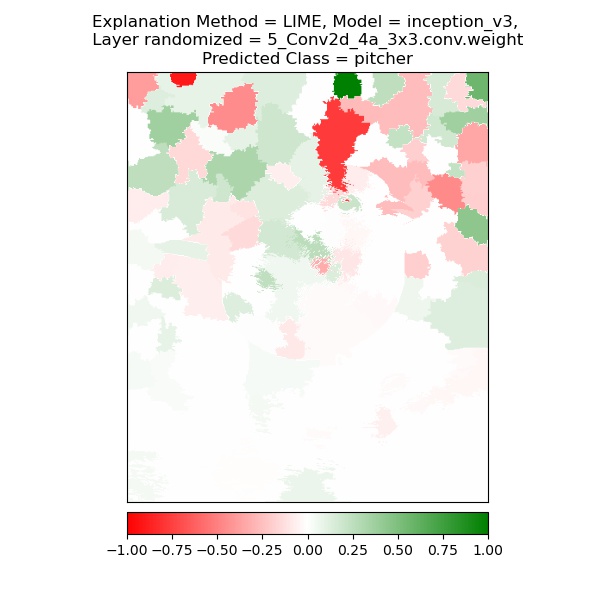 Explanation Method = LIME, Model = inception_v3,
Layer randomized = 5_Conv2d_4a_3x3.conv.weight
Predicted Class = pitcher
−1.00 −0.75 −0.50 −0.25 0.00 0.25 0.50 0.75 1.00